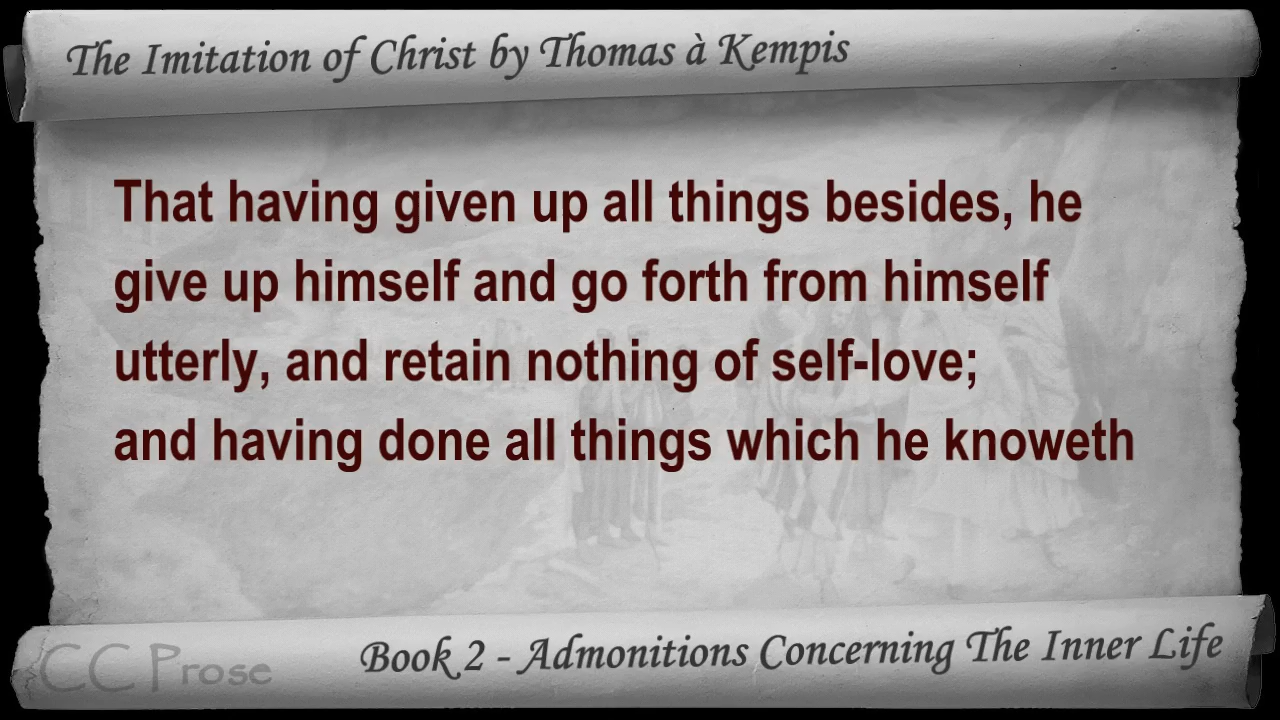 The Imitation of Christ by Thomas à Kempis
That having given up all things besides, he
give up himself and go forth from himself
utterly, and retain nothing of self-love;
and having done all things which he knoweth
CC Prose
Book 2 - Admonitions Concerning The Inner Life